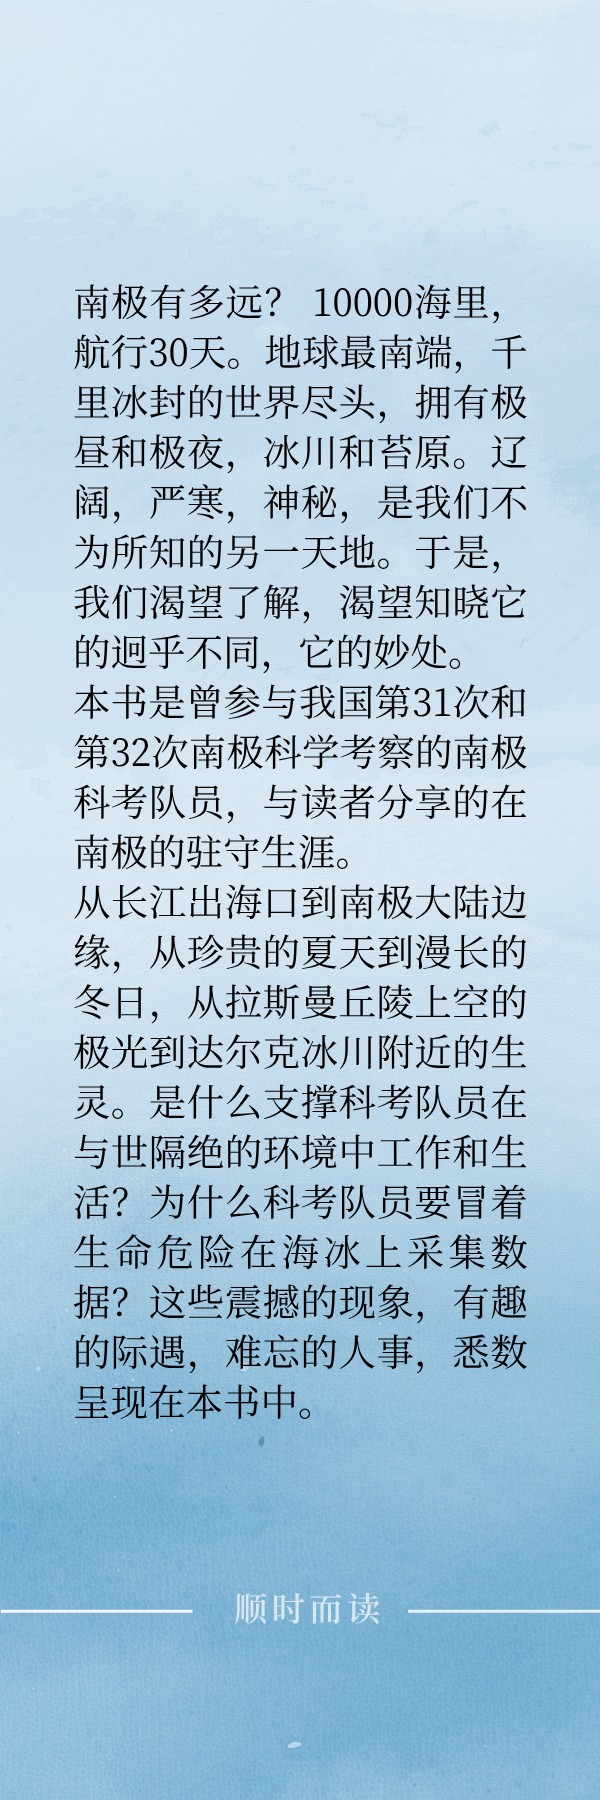 南极有多远？ 10000海里，
航行30天。地球最南端，千
里冰封的世界尽头，拥有极
昼和极夜，冰川和苔原。辽
阔，严寒，神秘，是我们不
为所知的另一天地。于是，
我们渴望了解，渴望知晓它
的迥乎不同，它的妙处。
本书是曾参与我国第31次和
第32次南极科学考察的南极
科考队员，与读者分享的在
南极的驻守生涯。
从长江出海口到南极大陆边
缘，从珍贵的夏天到漫长的
冬日，从拉斯曼丘陵上空的
极光到达尔克冰川附近的生
灵。是什么支撑科考队员在
与世隔绝的环境中工作和生
活？为什么科考队员要冒着
生命危险在海冰上采集数
据？这些震撼的现象，有趣
的际遇，难忘的人事，悉数
呈现在本书中。
顺时而读